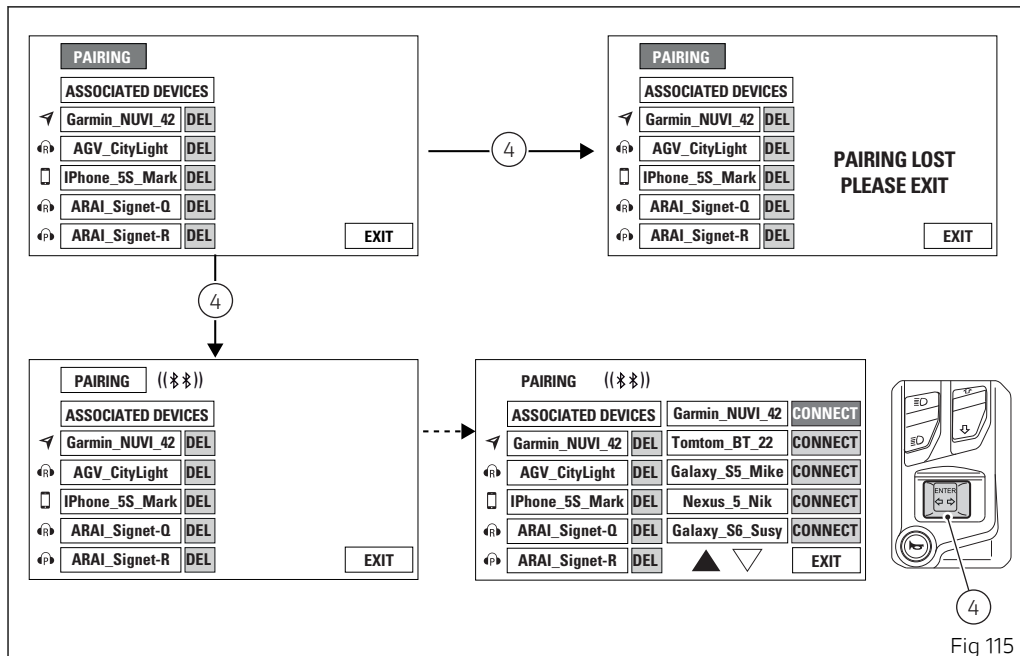 PAIRING
ASSOCIATED DEVICES
Garmin_NUVI_42 DEL
R AGV_CityLight DEL
IPhone_5S_Mark DEL
R ARAI_Signet-Q DEL
P ARAI_Signet-R DEL
EXIT
4
PAIRING
ASSOCIATED DEVICES
Garmin_NUVI_42 DEL
R AGV_CityLight DEL
IPhone_5S_Mark DEL
R ARAI_Signet-Q DEL
P ARAI_Signet-R DEL
PAIRING LOST
PLEASE EXIT
EXIT
4
PAIRING
ASSOCIATED DEVICES
Garmin_NUVI_42 DEL
R AGV_CityLight DEL
IPhone_5S_Mark DEL
R ARAI_Signet-Q DEL
P ARAI_Signet-R DEL
EXIT
PAIRING
ASSOCIATED DEVICES Garmin_NUVI_42 CONNECT
Garmin_NUVI_42 DEL Tomtom_BT_22 CONNECT
R AGV_CityLight DEL Galaxy_S5_Mike CONNECT
IPhone_5S_Mark DEL Nexus_5_Nik CONNECT
R ARAI_Signet-Q DEL Galaxy_S6_Susy CONNECT
P ARAI_Signet-R DEL EXIT
ENTER
4
Fig 115